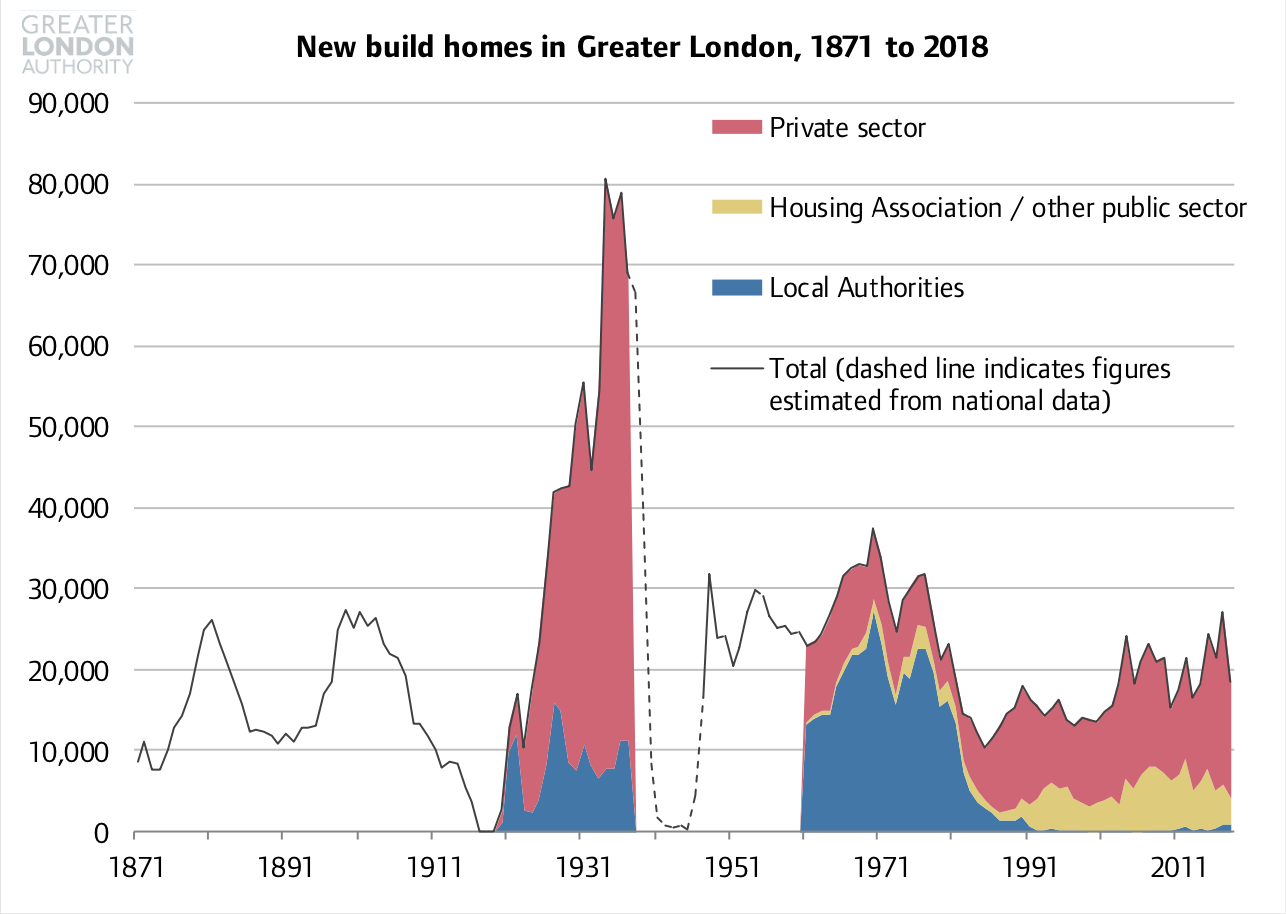 GREATER
LONDON
AUTHORITY
New build homes in Greater London, 1871 to 2018
90,000
80,000
70,000
60,000
50,000
40,000
30,000
20,000
10,000
0
Private sector
Housing Association / other public sector
Local Authorities
Total (dashed line indicates figures
estimated from national data)
1871 1891 1911 1931 1951 1971 1991 2011